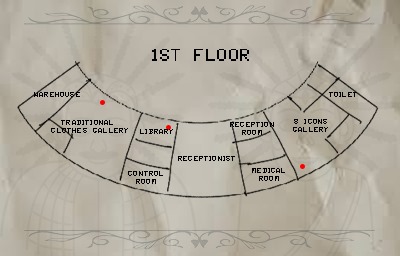 1ST FLOOR
WAREHOUSE
TOILET
TRADITIONAL
CLOTHES GALLERY
LIBRARY
RECEPTION
ROOM
8 ICONS
GALLERY
RECEPTIONIST
CONTROL
ROOM
MEDICAL
ROOM